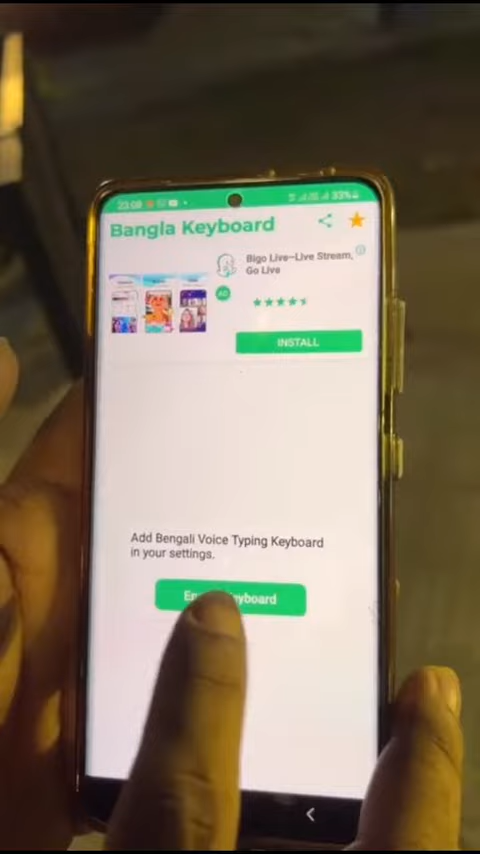 23:08
33%
Bangla Keyboard
Bigo Live–Live Stream,
Go Live
AD
INSTALL
Add Bengali Voice Typing Keyboard
in your settings.